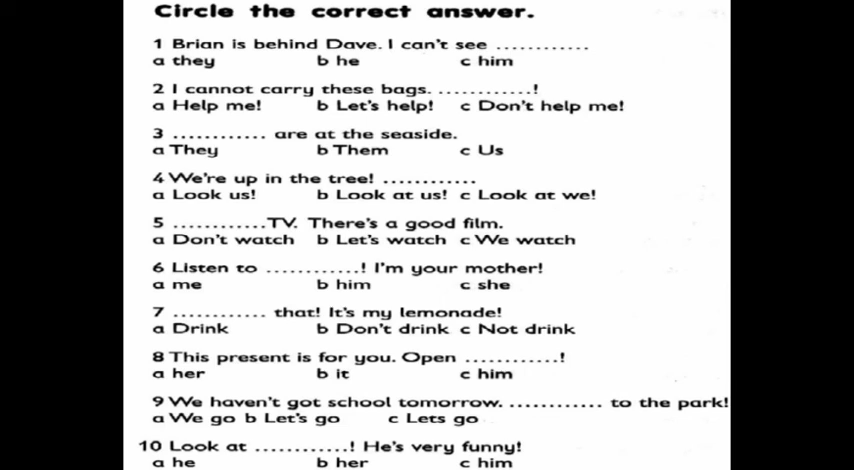 Circle the correct answer.
1 Brian is behind Dave. I can't see ............
a they b he c him
2 I cannot carry these bags. ............!
a Help me! b Let's help! c Don't help me!
3 ............ are at the seaside.
a They b Them c Us
4 We're up in the tree! ............
a Look us! b Look at us! c Look at we!
5 ............TV. There's a good film.
a Don't watch b Let's watch c We watch
6 Listen to ............! I'm your mother!
a me b him c she
7 ............ that! It's my lemonade!
a Drink b Don't drink c Not drink
8 This present is for you. Open ............!
a her b it c him
9 We haven't got school tomorrow. ............ to the park!
a We go b Let's go c Lets go
10 Look at ............! He's very funny!
a he b her c him